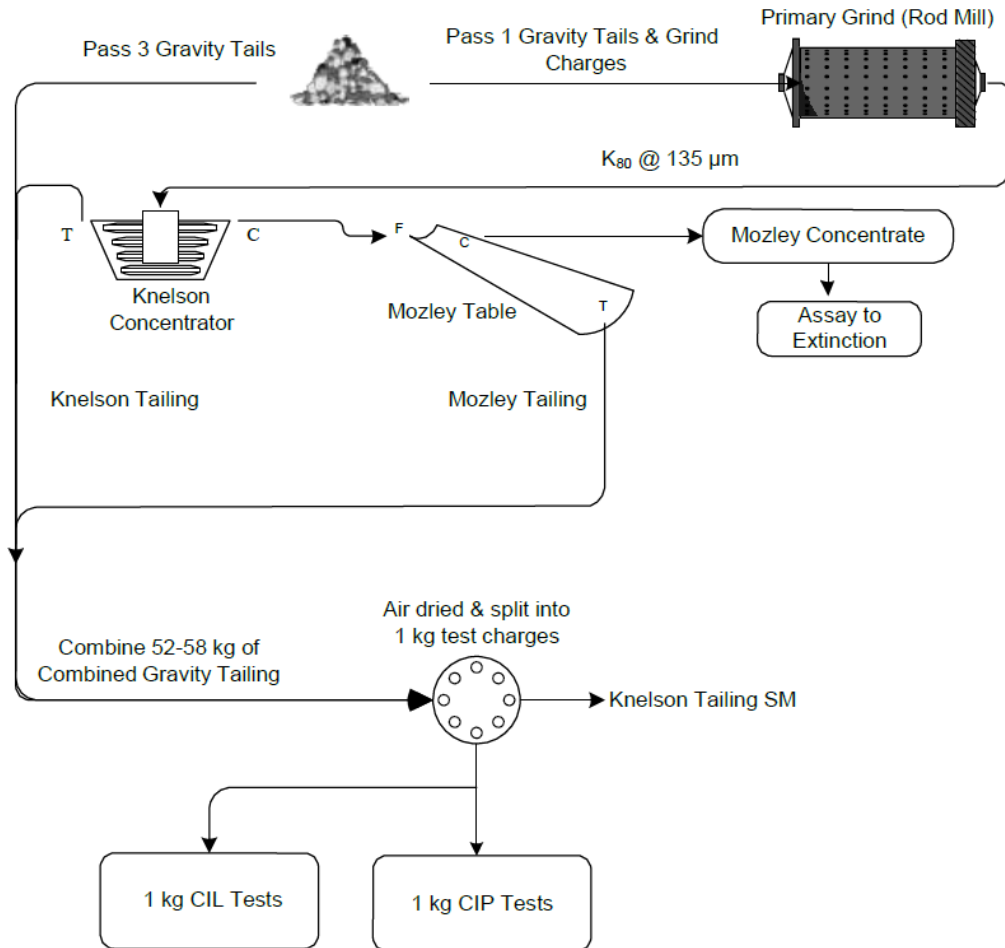 Primary Grind (Rod Mill)
Pass 3 Gravity Tails
Pass 1 Gravity Tails & Grind
Charges
K80 @ 135 µm
T
C
F
C
T
Mozley Concentrate
Knelson
Concentrator
Mozley Table
Assay to
Extinction
Knelson Tailing
Mozley Tailing
Air dried & split into
1 kg test charges
Combine 52-58 kg of
Combined Gravity Tailing
Knelson Tailing SM
1 kg CIL Tests
1 kg CIP Tests